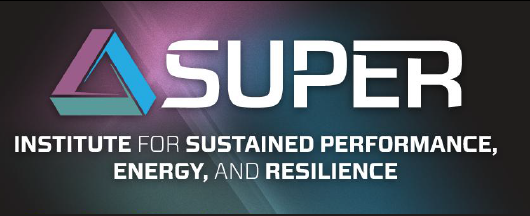 SUPER
INSTITUTE FOR SUSTAINED PERFORMANCE,
ENERGY, AND RESILIENCE